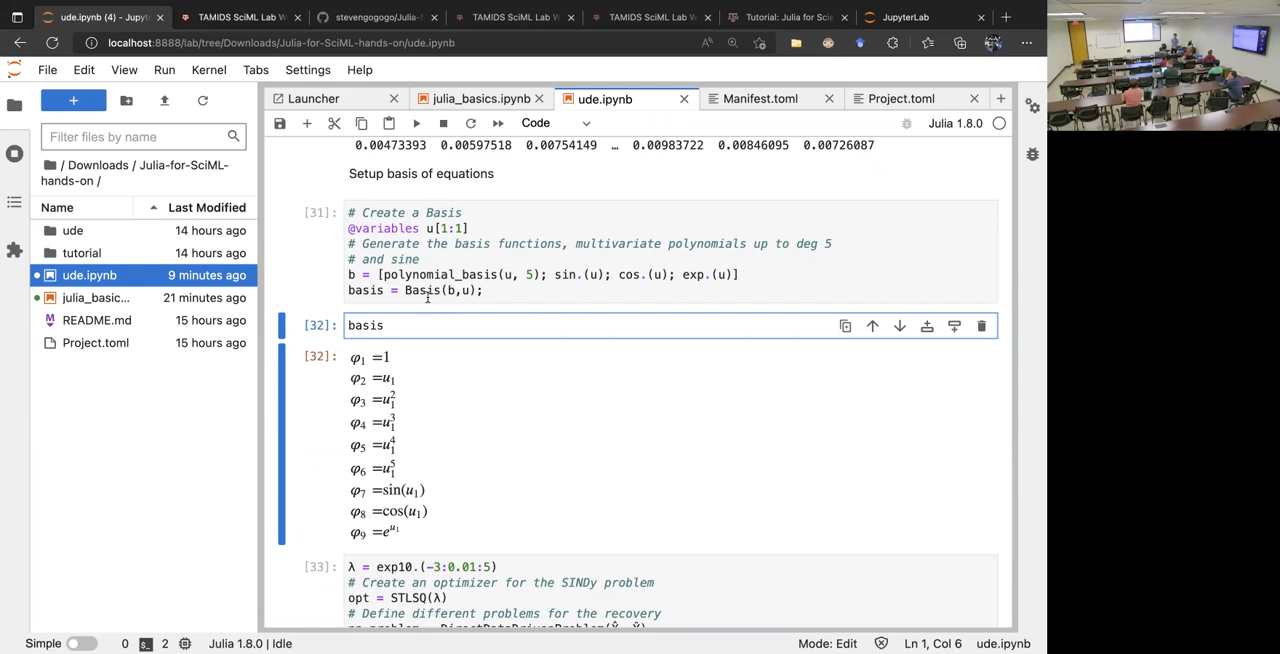 ude.ipynb (4) - Jupyt
TAMIDS SciML Lab W
stevengogogo/Julia-
TAMIDS SciML Lab W
TAMIDS SciML Lab W
Tutorial: Julia for Scie
JupyterLab
localhost:8888/lab/tree/Downloads/Julia-for-SciML-hands-on/ude.ipynb
File Edit View Run Kernel Tabs Settings Help
Filter files by name
/ Downloads / Julia-for-SciML-
hands-on /
Name Last Modified
ude 14 hours ago
tutorial 14 hours ago
ude.ipynb 9 minutes ago
julia_basic... 21 minutes ago
README.md 15 hours ago
Project.toml 15 hours ago
Launcher
julia_basics.ipynb
ude.ipynb
Manifest.toml
Project.toml
Code
Julia 1.8.0
0.00473393 0.00597518 0.00754149 … 0.00983722 0.00846095 0.00726087
Setup basis of equations
[31]: # Create a Basis
@variables u[1:1]
# Generate the basis functions, multivariate polynomials up to deg 5
# and sine
b = [polynomial_basis(u, 5); sin.(u); cos.(u); exp.(u)]
basis = Basis(b,u);
[32]: basis
[32]: φ₁ =1
φ₂ =u₁
φ₃ =u₁²
φ₄ =u₁³
φ₅ =u₁⁴
φ₆ =u₁⁵
φ₇ =sin(u₁)
φ₈ =cos(u₁)
φ₉ =e^u₁
[33]: λ = exp10.(-3:0.01:5)
# Create an optimizer for the SINDy problem
opt = STLSQ(λ)
# Define different problems for the recovery
Simple 0 2 Julia 1.8.0 | Idle Mode: Edit Ln 1, Col 6 ude.ipynb